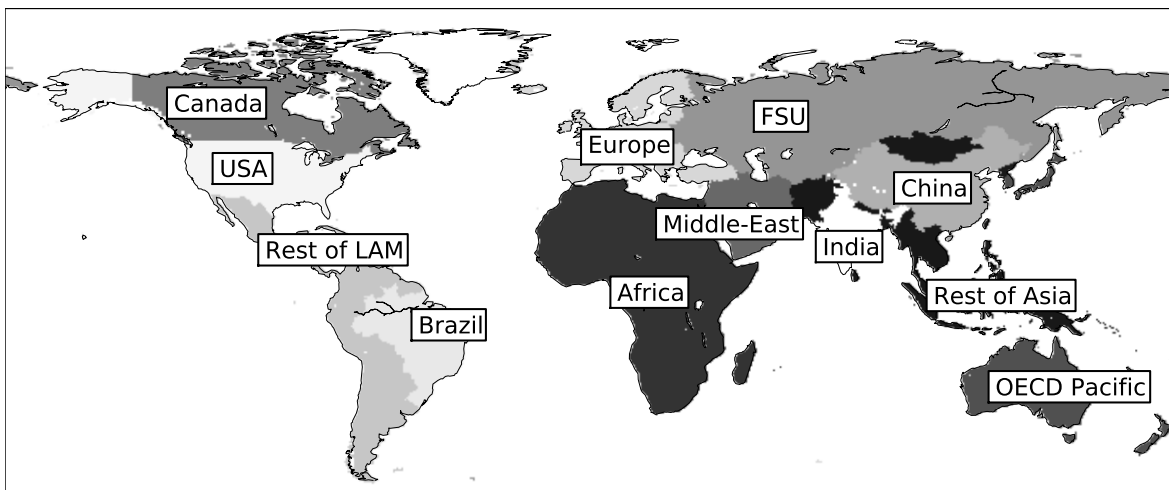 Canada
FSU
Europe
USA
China
Middle-East
India
Rest of LAM
Africa
Rest of Asia
Brazil
OECD Pacific